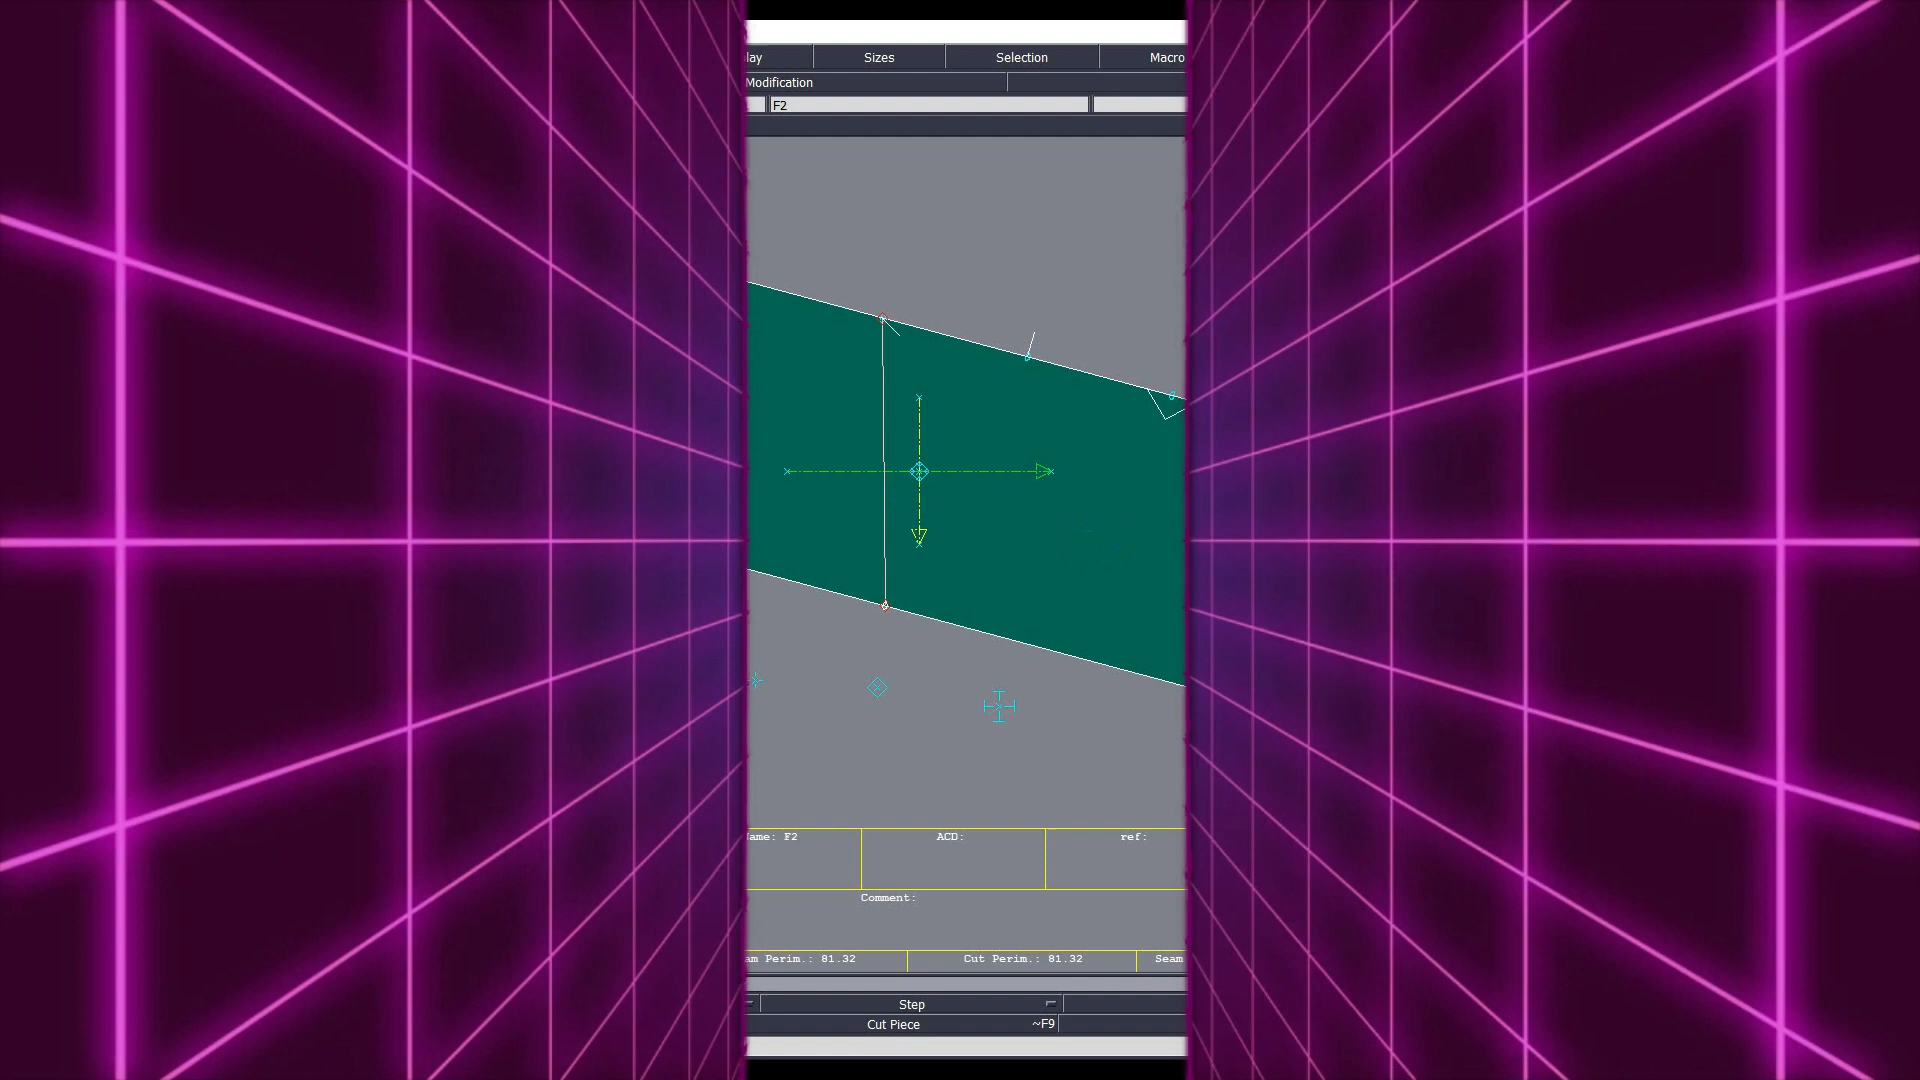 lay Sizes Selection Macro
Modification
F2
ame: F2 ACD: ref:
Comment:
am Perim.: 81.32 Cut Perim.: 81.32 Seam
Step
Cut Piece ~F9